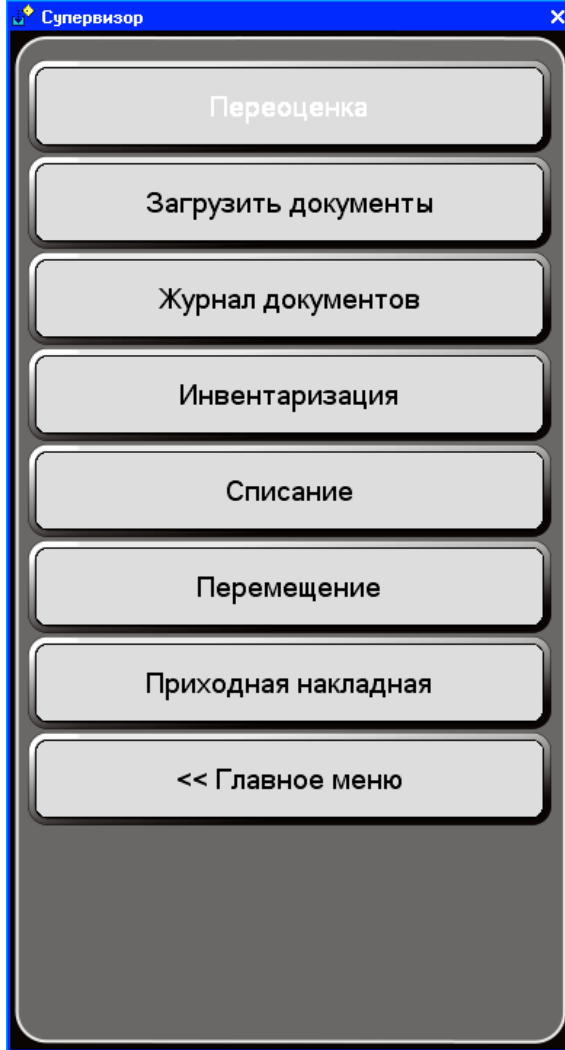 Супервизор
Переоценка
Загрузить документы
Журнал документов
Инвентаризация
Списание
Перемещение
Приходная накладная
<< Главное меню